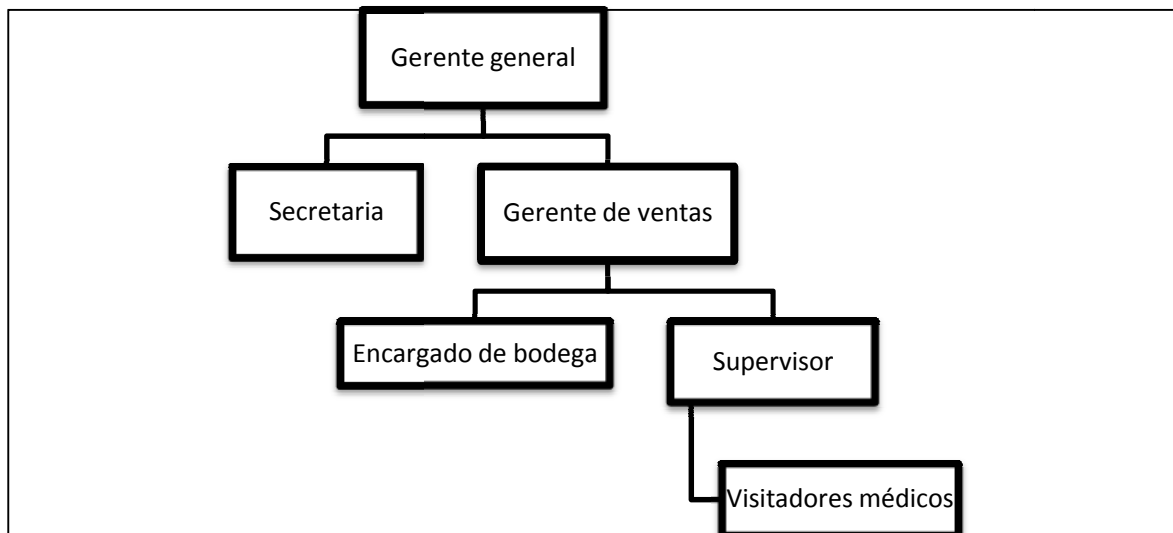 Gerente general
Secretaria
Gerente de ventas
Encargado de bodega
Supervisor
Visitadores médicos